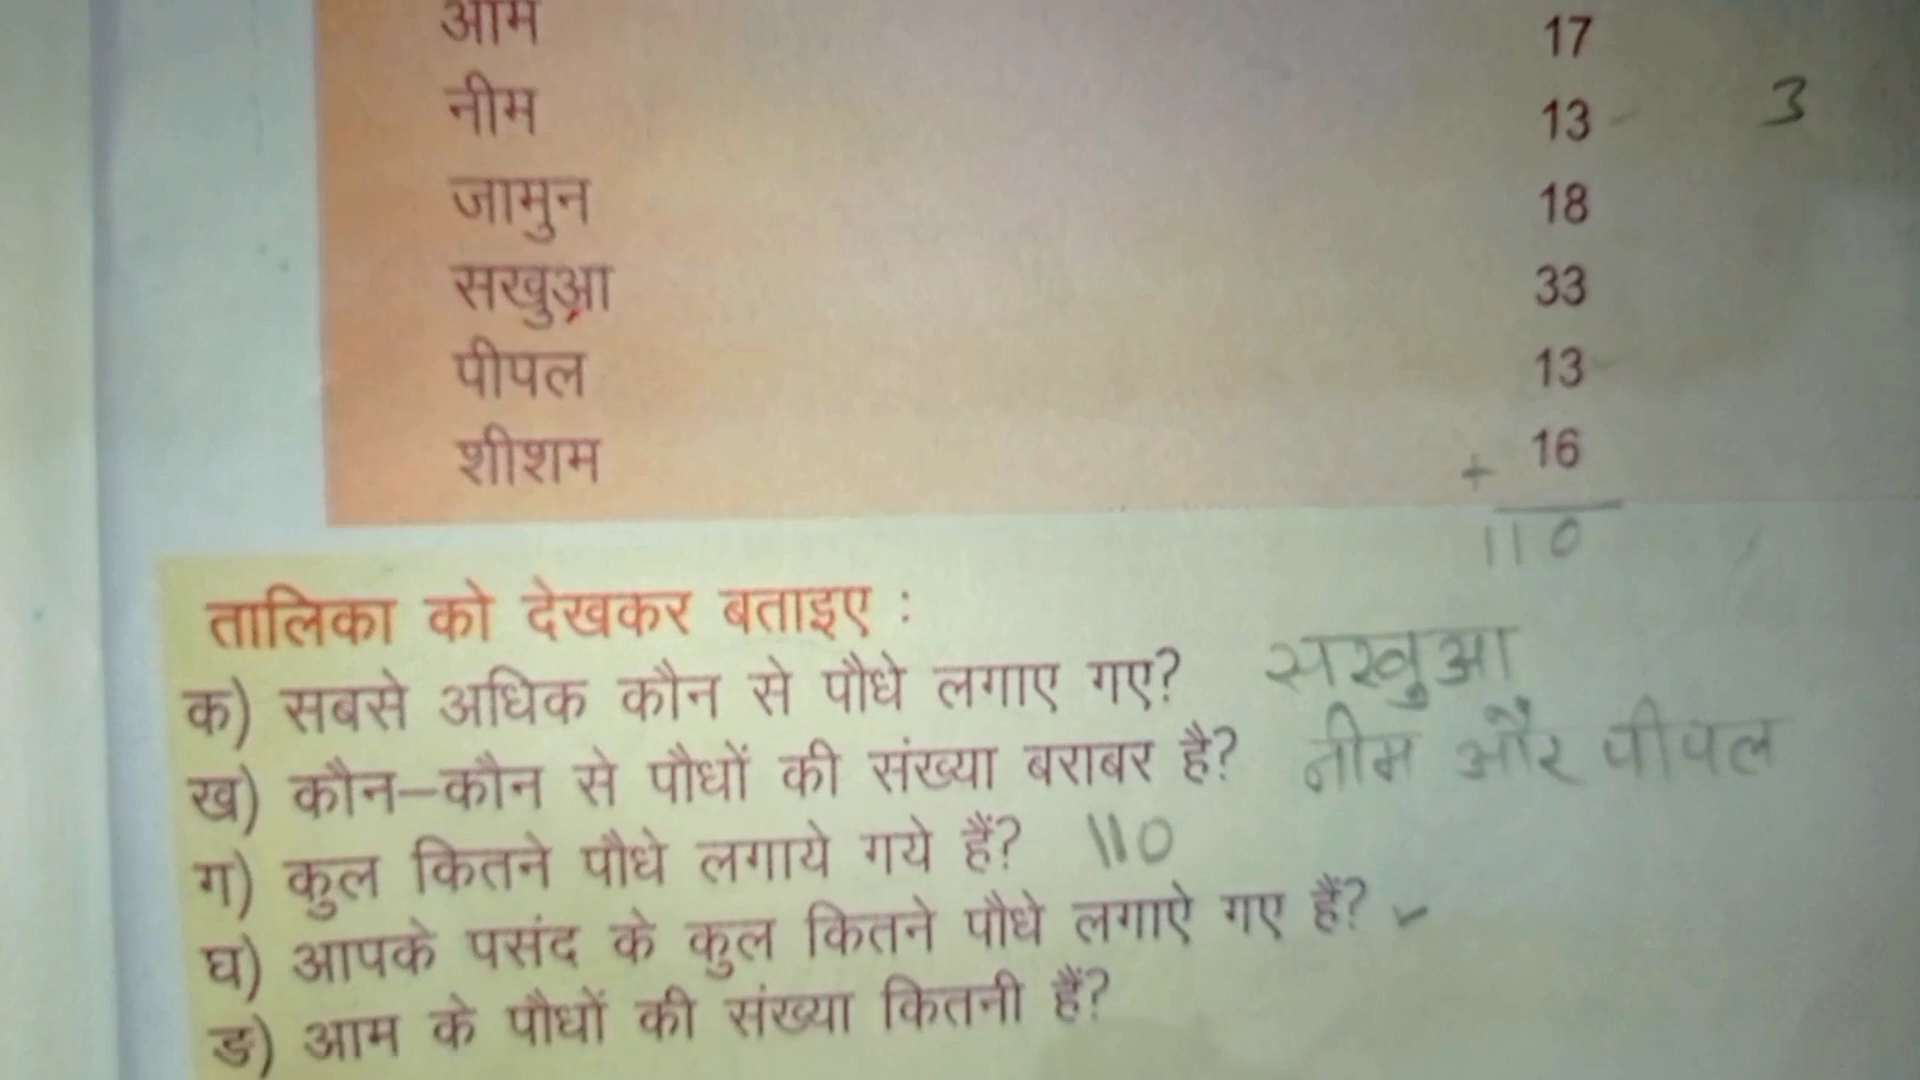 आम 17
नीम 13 3
जामुन 18
सखुआ 33
पीपल 13
शीशम + 16
110
तालिका को देखकर बताइए :
क) सबसे अधिक कौन से पौधे लगाए गए? सखुआ
ख) कौन–कौन से पौधों की संख्या बराबर है? नीम और पीपल
ग) कुल कितने पौधे लगाये गये हैं? 110
घ) आपके पसंद के कुल कितने पौधे लगाऐ गए हैं?
ङ) आम के पौधों की संख्या कितनी हैं?